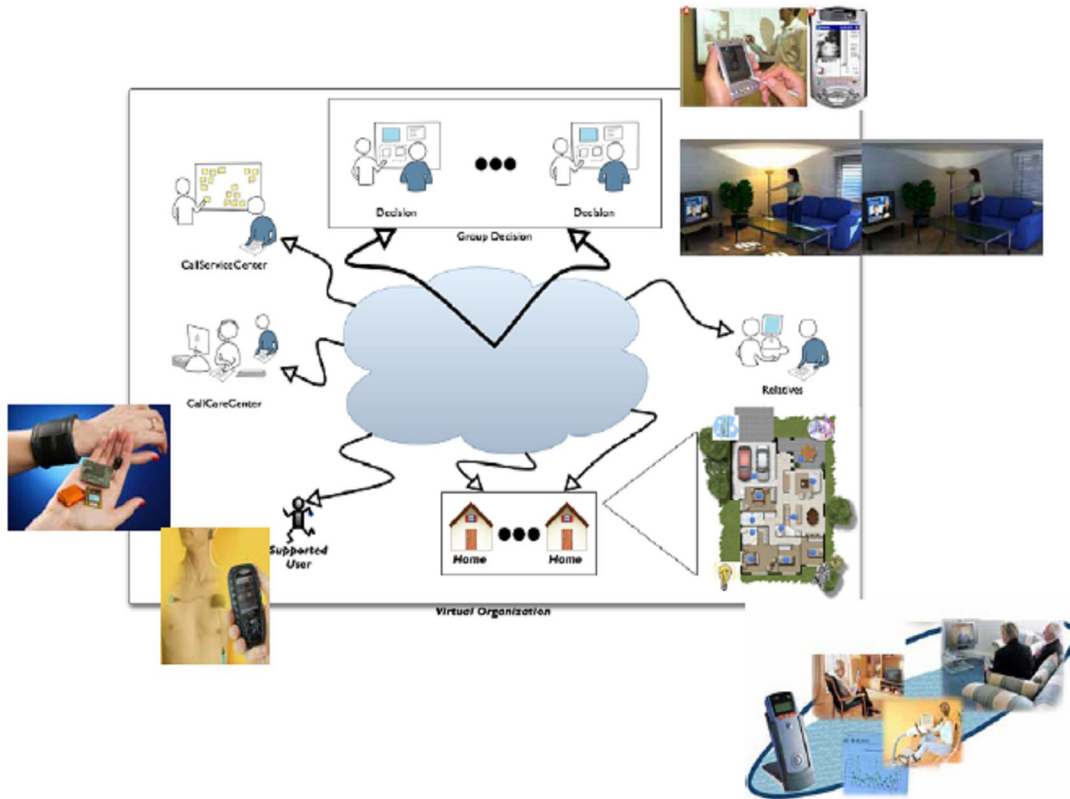 Decision
Decision
Group Decision
CallServiceCenter
CallCareCenter
Relatives
Supported
User
Home
Home
Virtual Organization